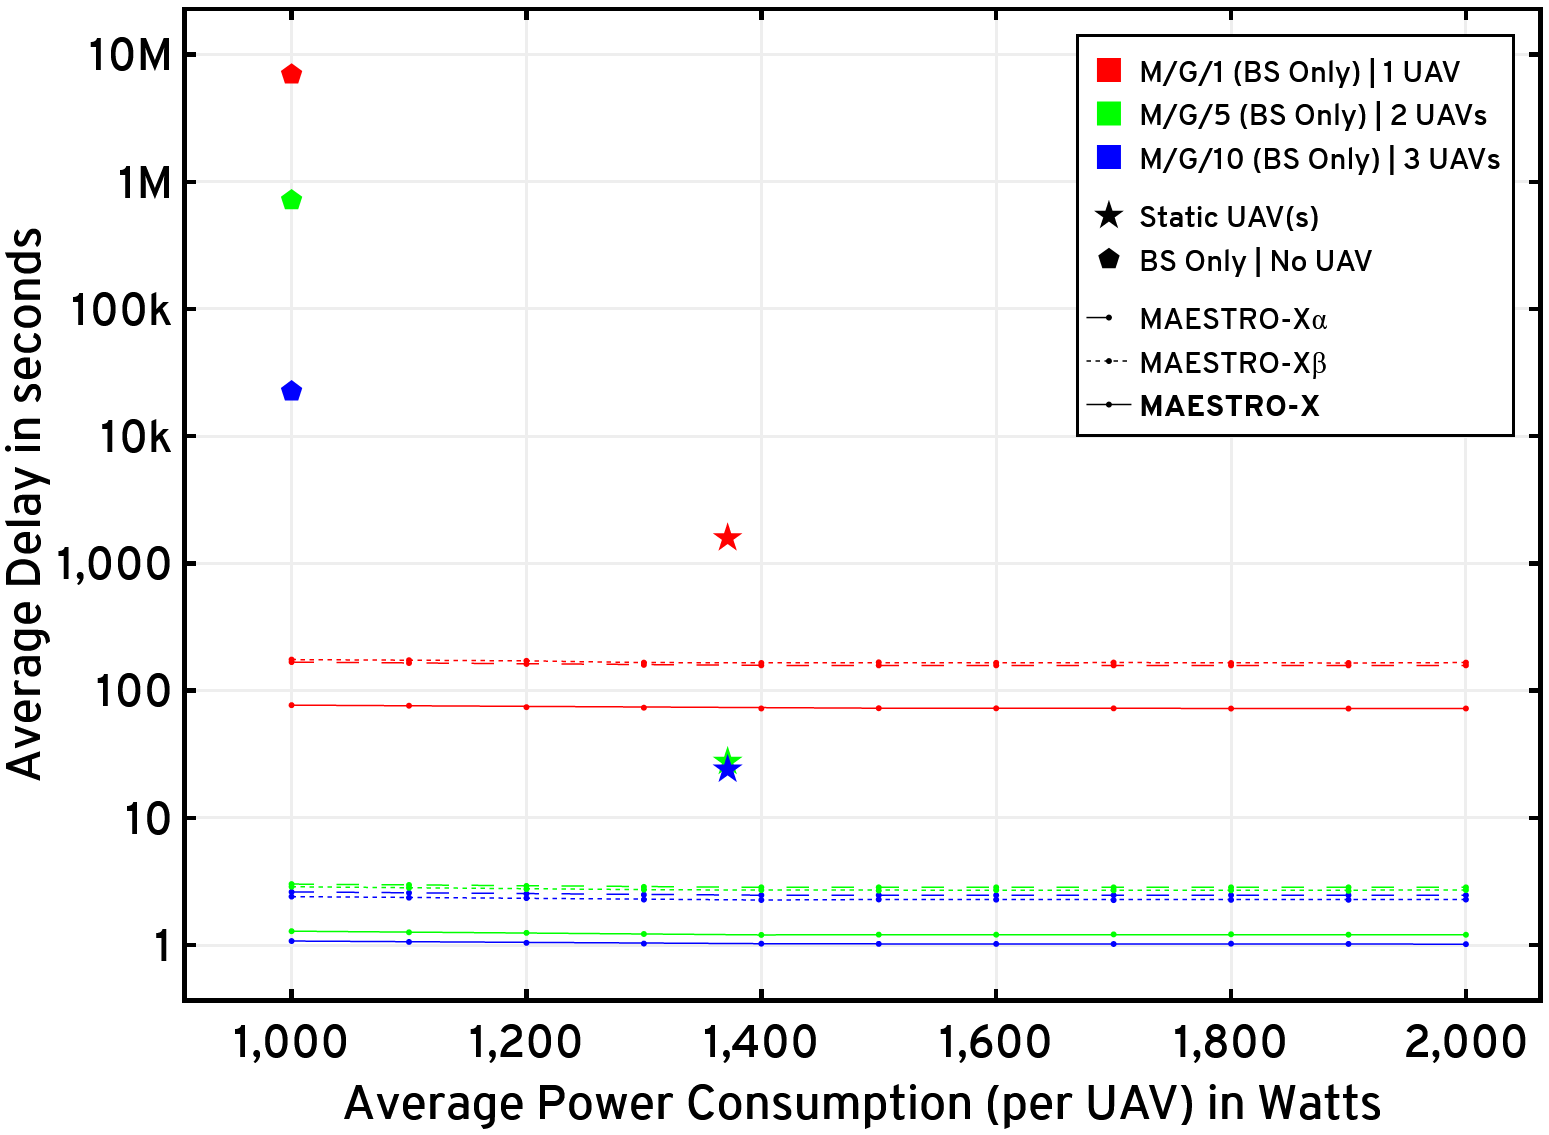 10M
1M
100k
10k
1,000
100
10
1
Average Delay in seconds
1,000
1,200
1,400
1,600
1,800
2,000
Average Power Consumption (per UAV) in Watts
M/G/1 (BS Only) | 1 UAV
M/G/5 (BS Only) | 2 UAVs
M/G/10 (BS Only) | 3 UAVs
Static UAV(s)
BS Only | No UAV
MAESTRO-Xα
MAESTRO-Xβ
MAESTRO-X